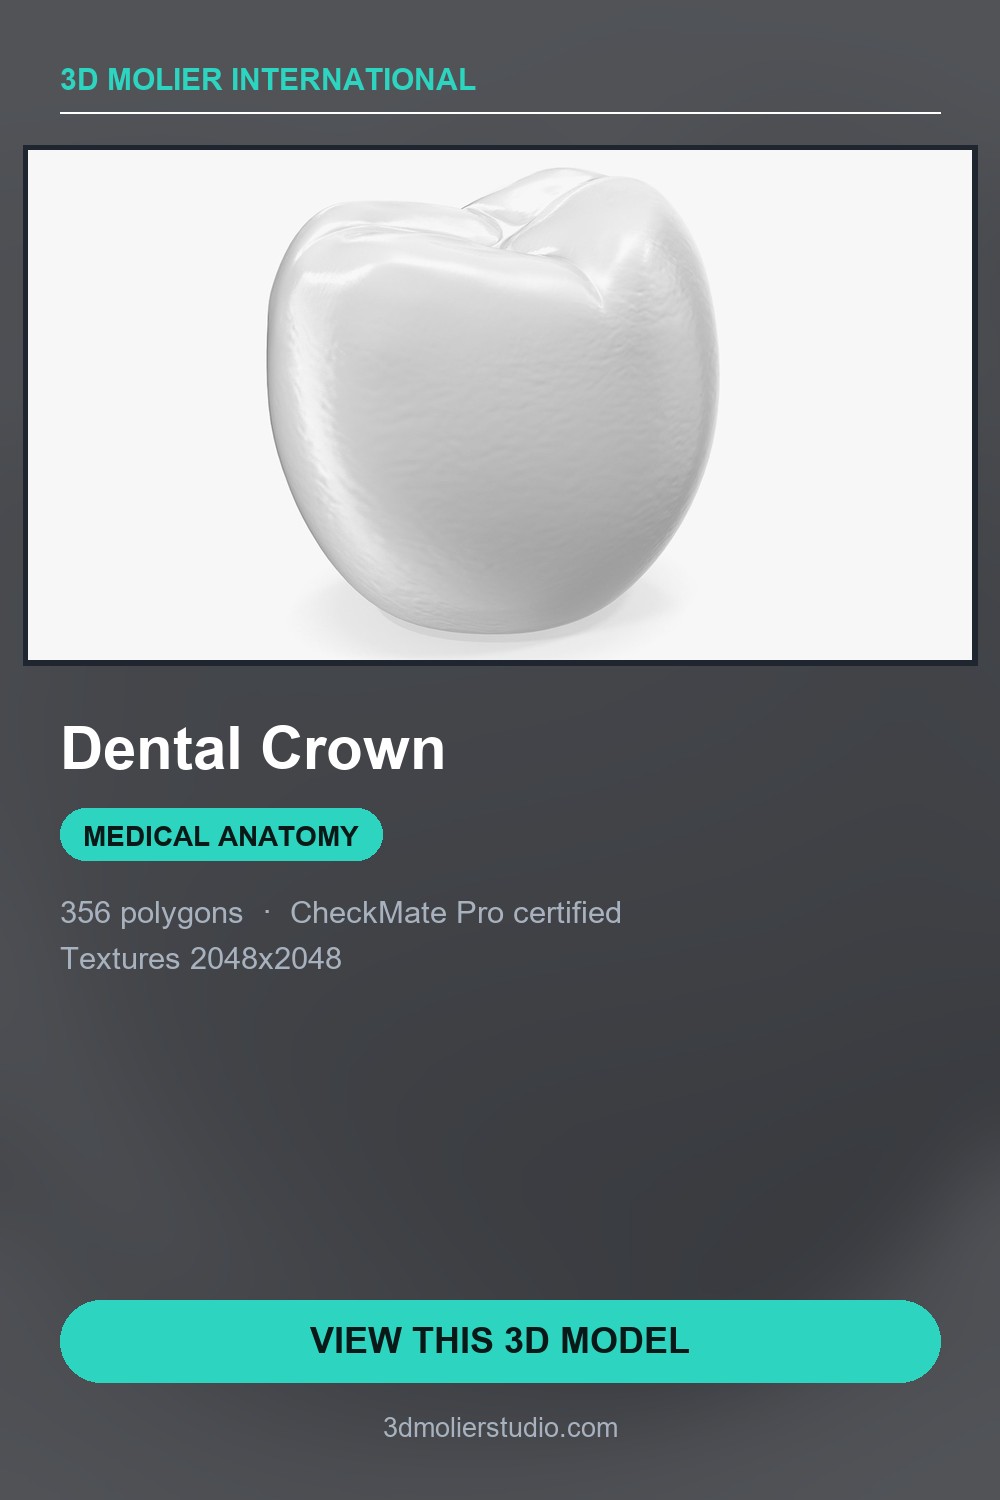 3D MOLIER INTERNATIONAL
Dental Crown
MEDICAL ANATOMY
356 polygons · CheckMate Pro certified
Textures 2048x2048
VIEW THIS 3D MODEL
3dmolierstudio.com